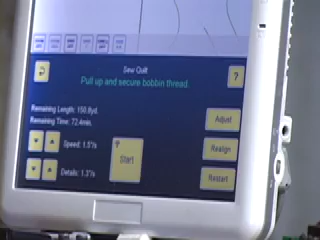 Sew Quilt
?
Pull up and secure bobbin thread.
Remaining Length: 150.8yd.
Remaining Time: 72.4min.
Adjust
Speed: 1.5"/s
Start
Realign
Details: 1.3"/s
Restart